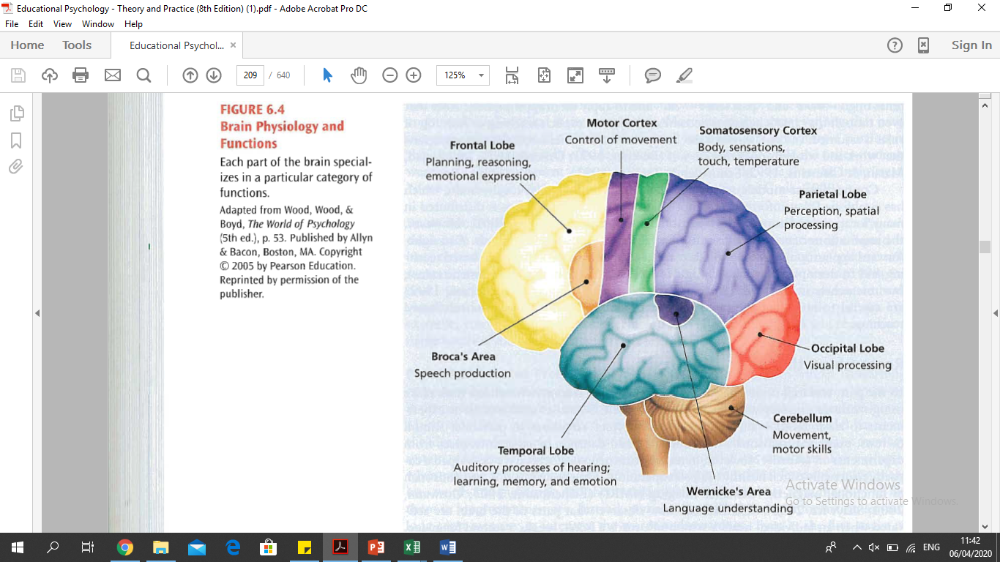 Educational Psychology - Theory and Practice (8th Edition) (1).pdf - Adobe Acrobat Pro DC
File Edit View Window Help
Home Tools Educational Psychol... × Sign In
209 / 640 125%
FIGURE 6.4
Brain Physiology and
Functions
Each part of the brain special-
izes in a particular category of
functions.
Adapted from Wood, Wood, &
Boyd, The World of Psychology
(5th ed.), p. 53. Published by Allyn
& Bacon, Boston, MA. Copyright
© 2005 by Pearson Education.
Reprinted by permission of the
publisher.
Motor Cortex
Control of movement
Somatosensory Cortex
Body, sensations,
touch, temperature
Frontal Lobe
Planning, reasoning,
emotional expression
Parietal Lobe
Perception, spatial
processing
Broca's Area
Speech production
Occipital Lobe
Visual processing
Cerebellum
Movement,
motor skills
Temporal Lobe
Auditory processes of hearing;
learning, memory, and emotion
Wernicke's Area
Language understanding
Activate Windows
Go to Settings to activate Windows.
ENG
11:42
06/04/2020